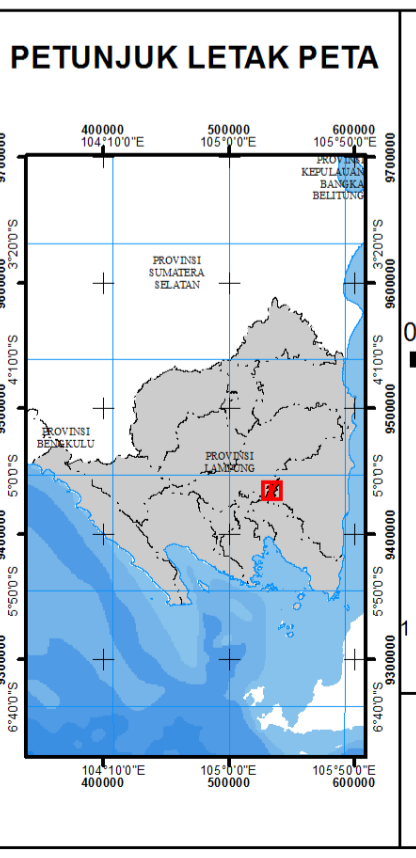 PETUNJUK LETAK PETA
400000 500000 600000
104°10'0"E 105°0'0"E 105°50'0"E
PROVINSI
KEPULAUAN
BANGKA
BELITUNG
9700000 9700000
3°20'0"S 3°20'0"S
PROVINSI
SUMATERA
SELATAN
9600000 9600000
4°10'0"S 4°10'0"S
0
9500000 9500000
PROVINSI
BENGKULU
PROVINSI
LAMPUNG
5°0'0"S 5°0'0"S
9400000 9400000
5°50'0"S 5°50'0"S
1
9300000 9300000
6°40'0"S 6°40'0"S
104°10'0"E 105°0'0"E 105°50'0"E
400000 500000 600000